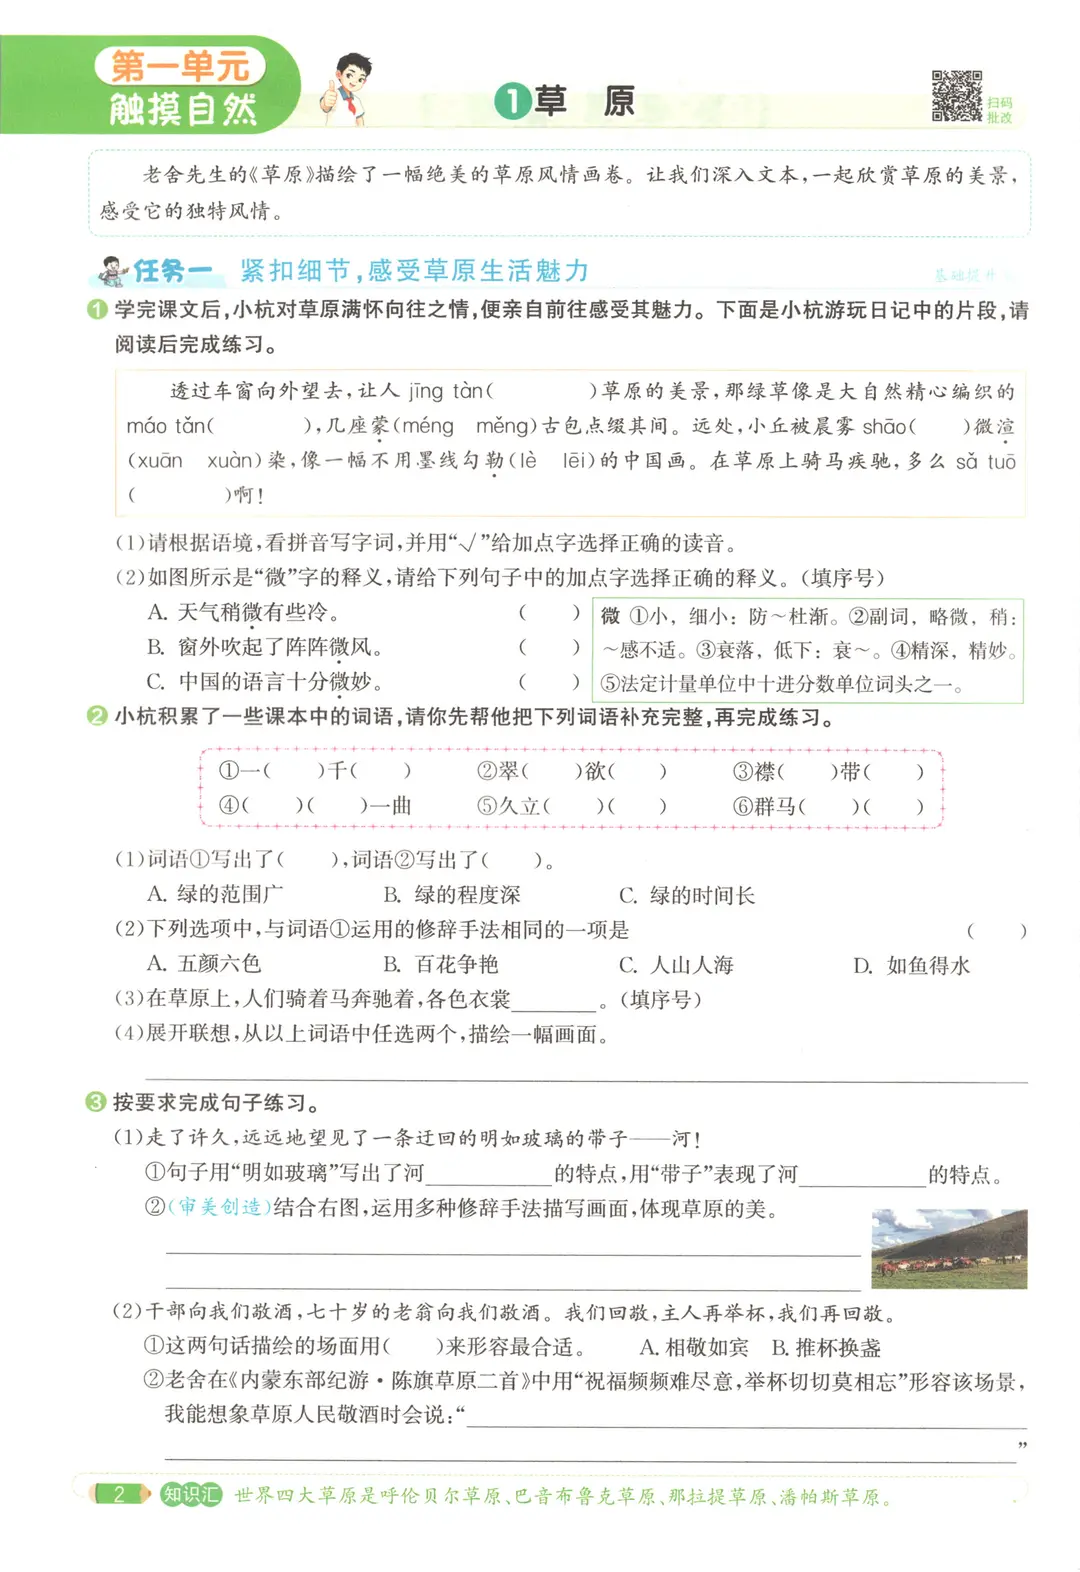 第一单元
触摸自然
1 草 原
扫码
批改
老舍先生的《草原》描绘了一幅绝美的草原风情画卷。让我们深入文本,一起欣赏草原的美景,
感受它的独特风情。
任务一 紧扣细节,感受草原生活魅力
基础提升
1 学完课文后,小杭对草原满怀向往之情,便亲自前往感受其魅力。下面是小杭游玩日记中的片段,请
阅读后完成练习。
透过车窗向外望去,让人 jīng tàn( )草原的美景,那绿草像是大自然精心编织的
máo tǎn( ),几座蒙(méng měng)古包点缀其间。远处,小丘被晨雾 shāo( )微渲
(xuān xuàn)染,像一幅不用墨线勾勒(lè lēi)的中国画。在草原上骑马疾驰,多么 sǎ tuō
( )啊!
(1)请根据语境,看拼音写字词,并用“√”给加点字选择正确的读音。
(2)如图所示是“微”字的释义,请给下列句子中的加点字选择正确的释义。(填序号)
A. 天气稍微有些冷。 ( )
B. 窗外吹起了阵阵微风。 ( )
C. 中国的语言十分微妙。 ( )
微 ①小，细小：防～杜渐。②副词，略微，稍：
～感不适。③衰落，低下：衰～。④精深，精妙。
⑤法定计量单位中十进分数单位词头之一。
2 小杭积累了一些课本中的词语,请你先帮他把下列词语补充完整,再完成练习。
①一( )千( ) ②翠( )欲( ) ③襟( )带( )
④( )( )一曲 ⑤久立( )( ) ⑥群马( )( )
(1)词语①写出了( ),词语②写出了( )。
A. 绿的范围广 B. 绿的程度深 C. 绿的时间长
(2)下列选项中,与词语①运用的修辞手法相同的一项是 ( )
A. 五颜六色 B. 百花争艳 C. 人山人海 D. 如鱼得水
(3)在草原上,人们骑着马奔驰着,各色衣裳________。(填序号)
(4)展开联想,从以上词语中任选两个,描绘一幅画面。
3 按要求完成句子练习。
(1)走了许久,远远地望见了一条迂回的明如玻璃的带子——河!
①句子用“明如玻璃”写出了河____________的特点,用“带子”表现了河____________的特点。
②(审美创造)结合右图,运用多种修辞手法描写画面,体现草原的美。
(2)干部向我们敬酒,七十岁的老翁向我们敬酒。我们回敬,主人再举杯,我们再回敬。
①这两句话描绘的场面用( )来形容最合适。 A. 相敬如宾 B. 推杯换盏
②老舍在《内蒙东部纪游·陈旗草原二首》中用“祝福频频难尽意,举杯切切莫相忘”形容该场景,
我能想象草原人民敬酒时会说:“
”
2 知识汇 世界四大草原是呼伦贝尔草原、巴音布鲁克草原、那拉提草原、潘帕斯草原。